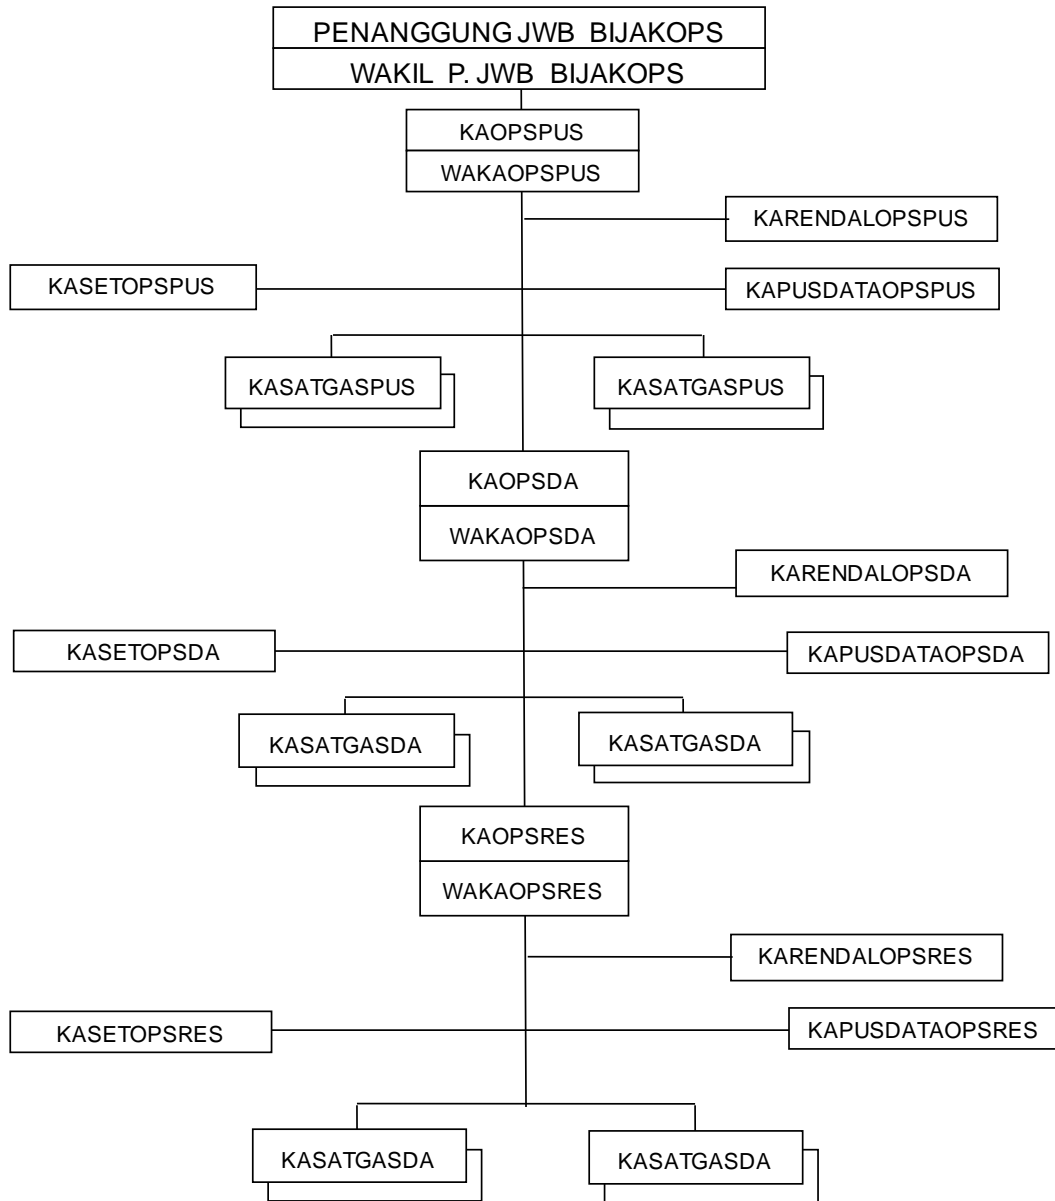 PENANGGUNG JWB BIJAKOPS
WAKIL P. JWB BIJAKOPS
KAOPSPUS
WAKAOPSPUS
KARENDALOPSPUS
KASETOPSPUS
KAPUSDATAOPSPUS
KASATGASPUS
KASATGASPUS
KAOPSDA
WAKAOPSDA
KARENDALOPSDA
KASETOPSDA
KAPUSDATAOPSDA
KASATGASDA
KASATGASDA
KAOPSRES
WAKAOPSRES
KARENDALOPSRES
KASETOPSRES
KAPUSDATAOPSRES
KASATGASDA
KASATGASDA